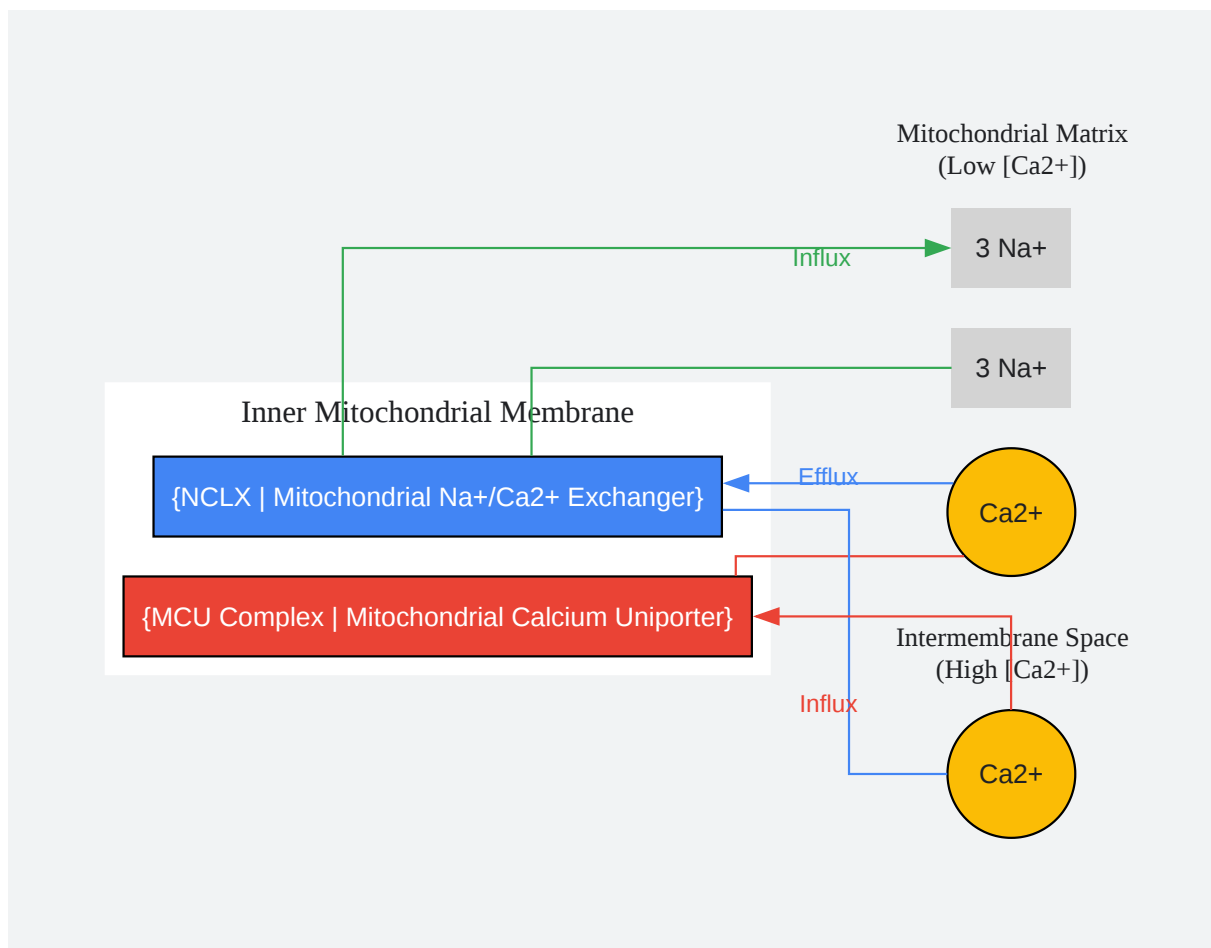 Mitochondrial Matrix
(Low [Ca2+])
3 Na+
Influx
3 Na+
Inner Mitochondrial Membrane
Efflux
{NCLX | Mitochondrial Na+/Ca2+ Exchanger}
Ca2+
{MCU Complex | Mitochondrial Calcium Uniporter}
Intermembrane Space
(High [Ca2+])
Influx
Ca2+